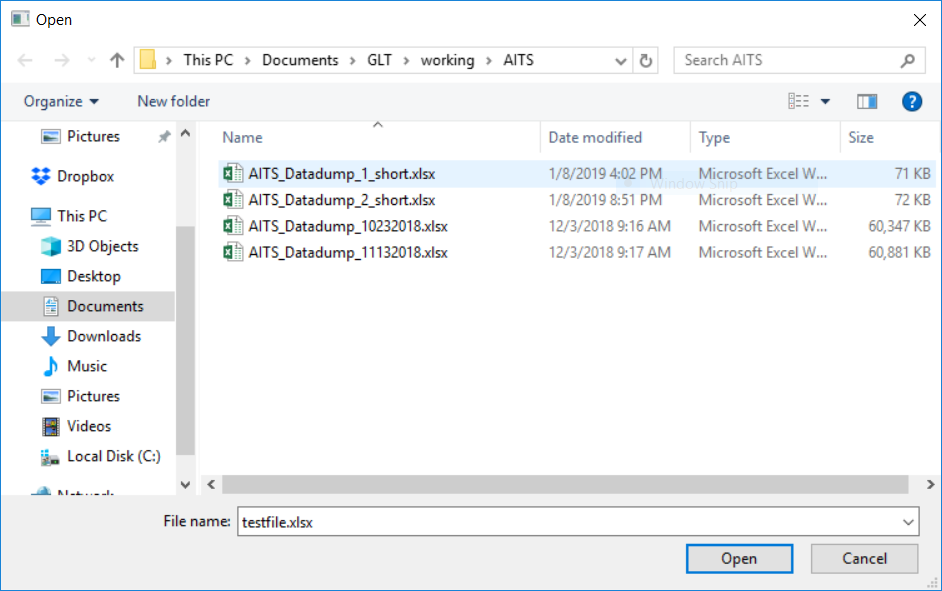 Open
This PC > Documents > GLT > working > AITS
Search AITS
Organize
New folder
?
Name
Date modified
Type
Size
Pictures
Dropbox
This PC
3D Objects
Desktop
Documents
Downloads
Music
Pictures
Videos
Local Disk (C:)
Network
AITS_Datadump_1_short.xlsx 1/8/2019 4:02 PM Microsoft Excel W... 71 KB
Window Snip
AITS_Datadump_2_short.xlsx 1/8/2019 8:51 PM Microsoft Excel W... 72 KB
AITS_Datadump_10232018.xlsx 12/3/2018 9:16 AM Microsoft Excel W... 60,347 KB
AITS_Datadump_11132018.xlsx 12/3/2018 9:17 AM Microsoft Excel W... 60,881 KB
File name: testfile.xlsx
Open
Cancel